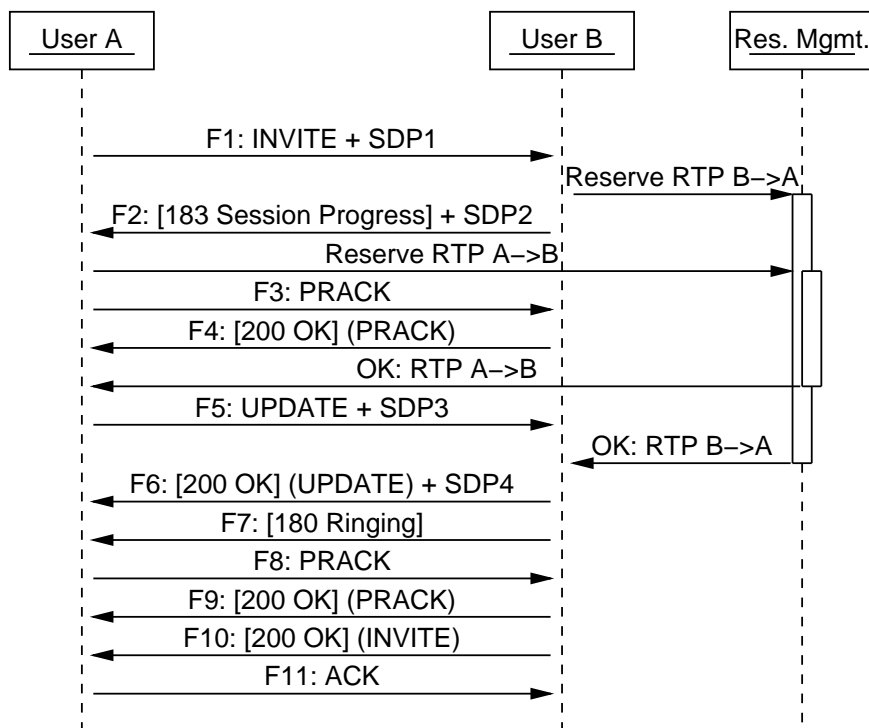 User A
User B
Res. Mgmt.
F1: INVITE + SDP1
Reserve RTP B−>A
F2: [183 Session Progress] + SDP2
Reserve RTP A−>B
F3: PRACK
F4: [200 OK] (PRACK)
OK: RTP A−>B
F5: UPDATE + SDP3
OK: RTP B−>A
F6: [200 OK] (UPDATE) + SDP4
F7: [180 Ringing]
F8: PRACK
F9: [200 OK] (PRACK)
F10: [200 OK] (INVITE)
F11: ACK